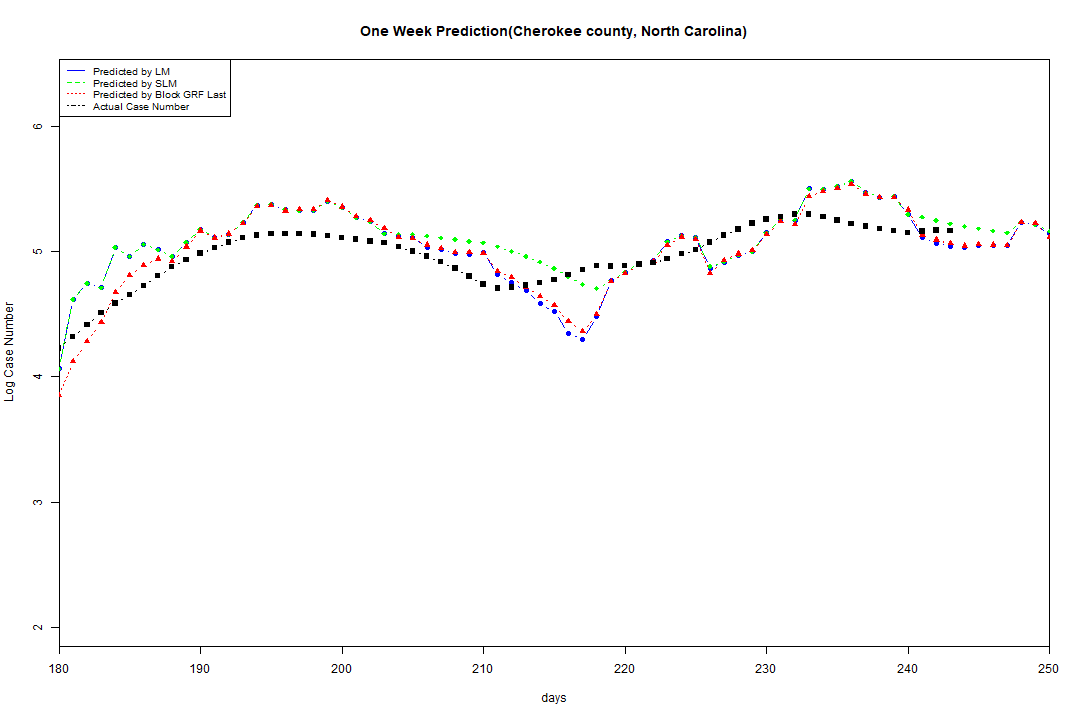 One Week Prediction(Cherokee county, North Carolina)
Predicted by LM
Predicted by SLM
Predicted by Block GRF Last
Actual Case Number
6
5
4
3
2
Log Case Number
180 190 200 210 220 230 240 250
days